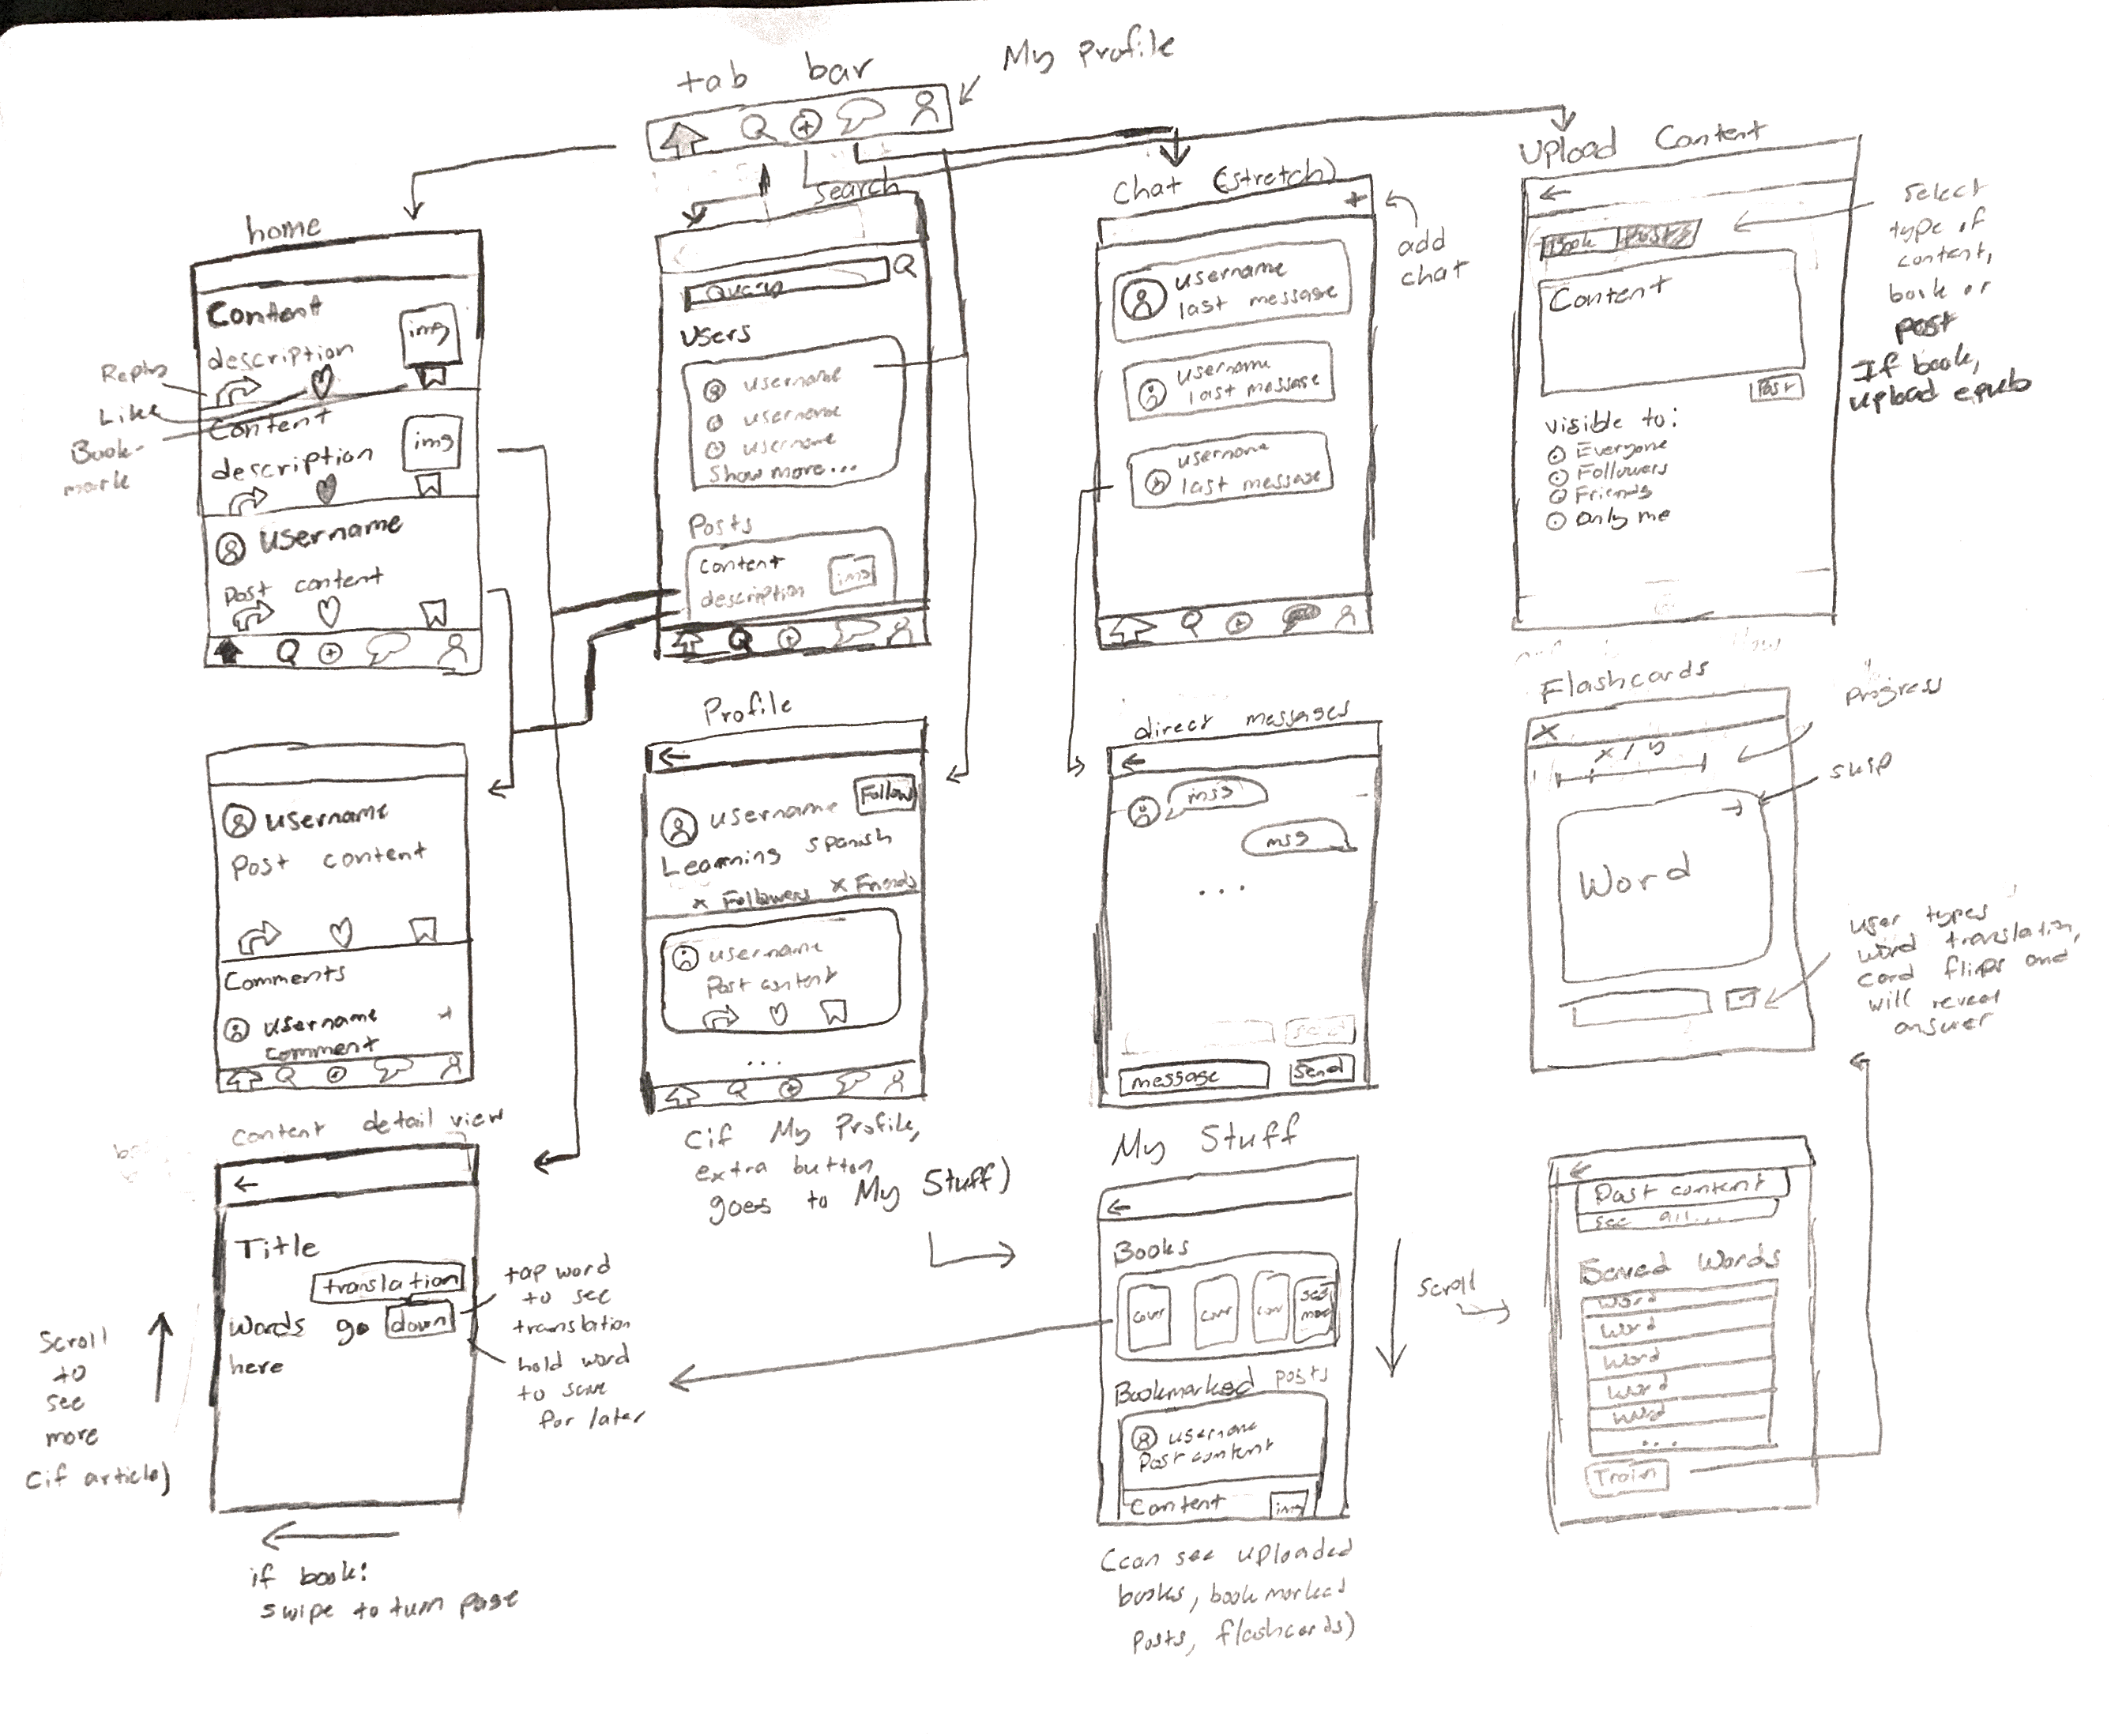 tab bar
My Profile
home
Content
description
img
Reply
Like
Book-
mark
Content
description
img
username
Post content
search
Query
Users
username
username
username
Show more...
Posts
Content
description
img
Chat (stretch)
+
add
chat
username
last message
username
last message
username
last message
Upload Content
Book
Posts
Content
Post
visible to:
Everyone
Followers
Friends
Only me
select
type of
content,
book or
post
If book,
upload epub
username
Post content
Comments
username
comment
Profile
username
Follow
Learning spanish
x Followers x Friends
username
Post content
...
(if My Profile,
extra button
goes to My Stuff)
direct messages
msg
msg
...
send
message
send
Flashcards
X
x / y
Progress
skip
Word
user types
word translation,
card flips and
will reveal
answer
Content detail view
Title
translation
Words go down
here
tap word
to see
translation
hold word
to save
for later
Scroll
to
see
more
(if article)
if book:
swipe to turn page
My Stuff
Books
cover
cover
cov
see
more
Bookmarked posts
username
Post content
Content
img
scroll
(can see uploaded
books, bookmarked
posts, flashcards)
Past content
see all...
Saved Words
Word
Word
Word
Word
Word
...
Train